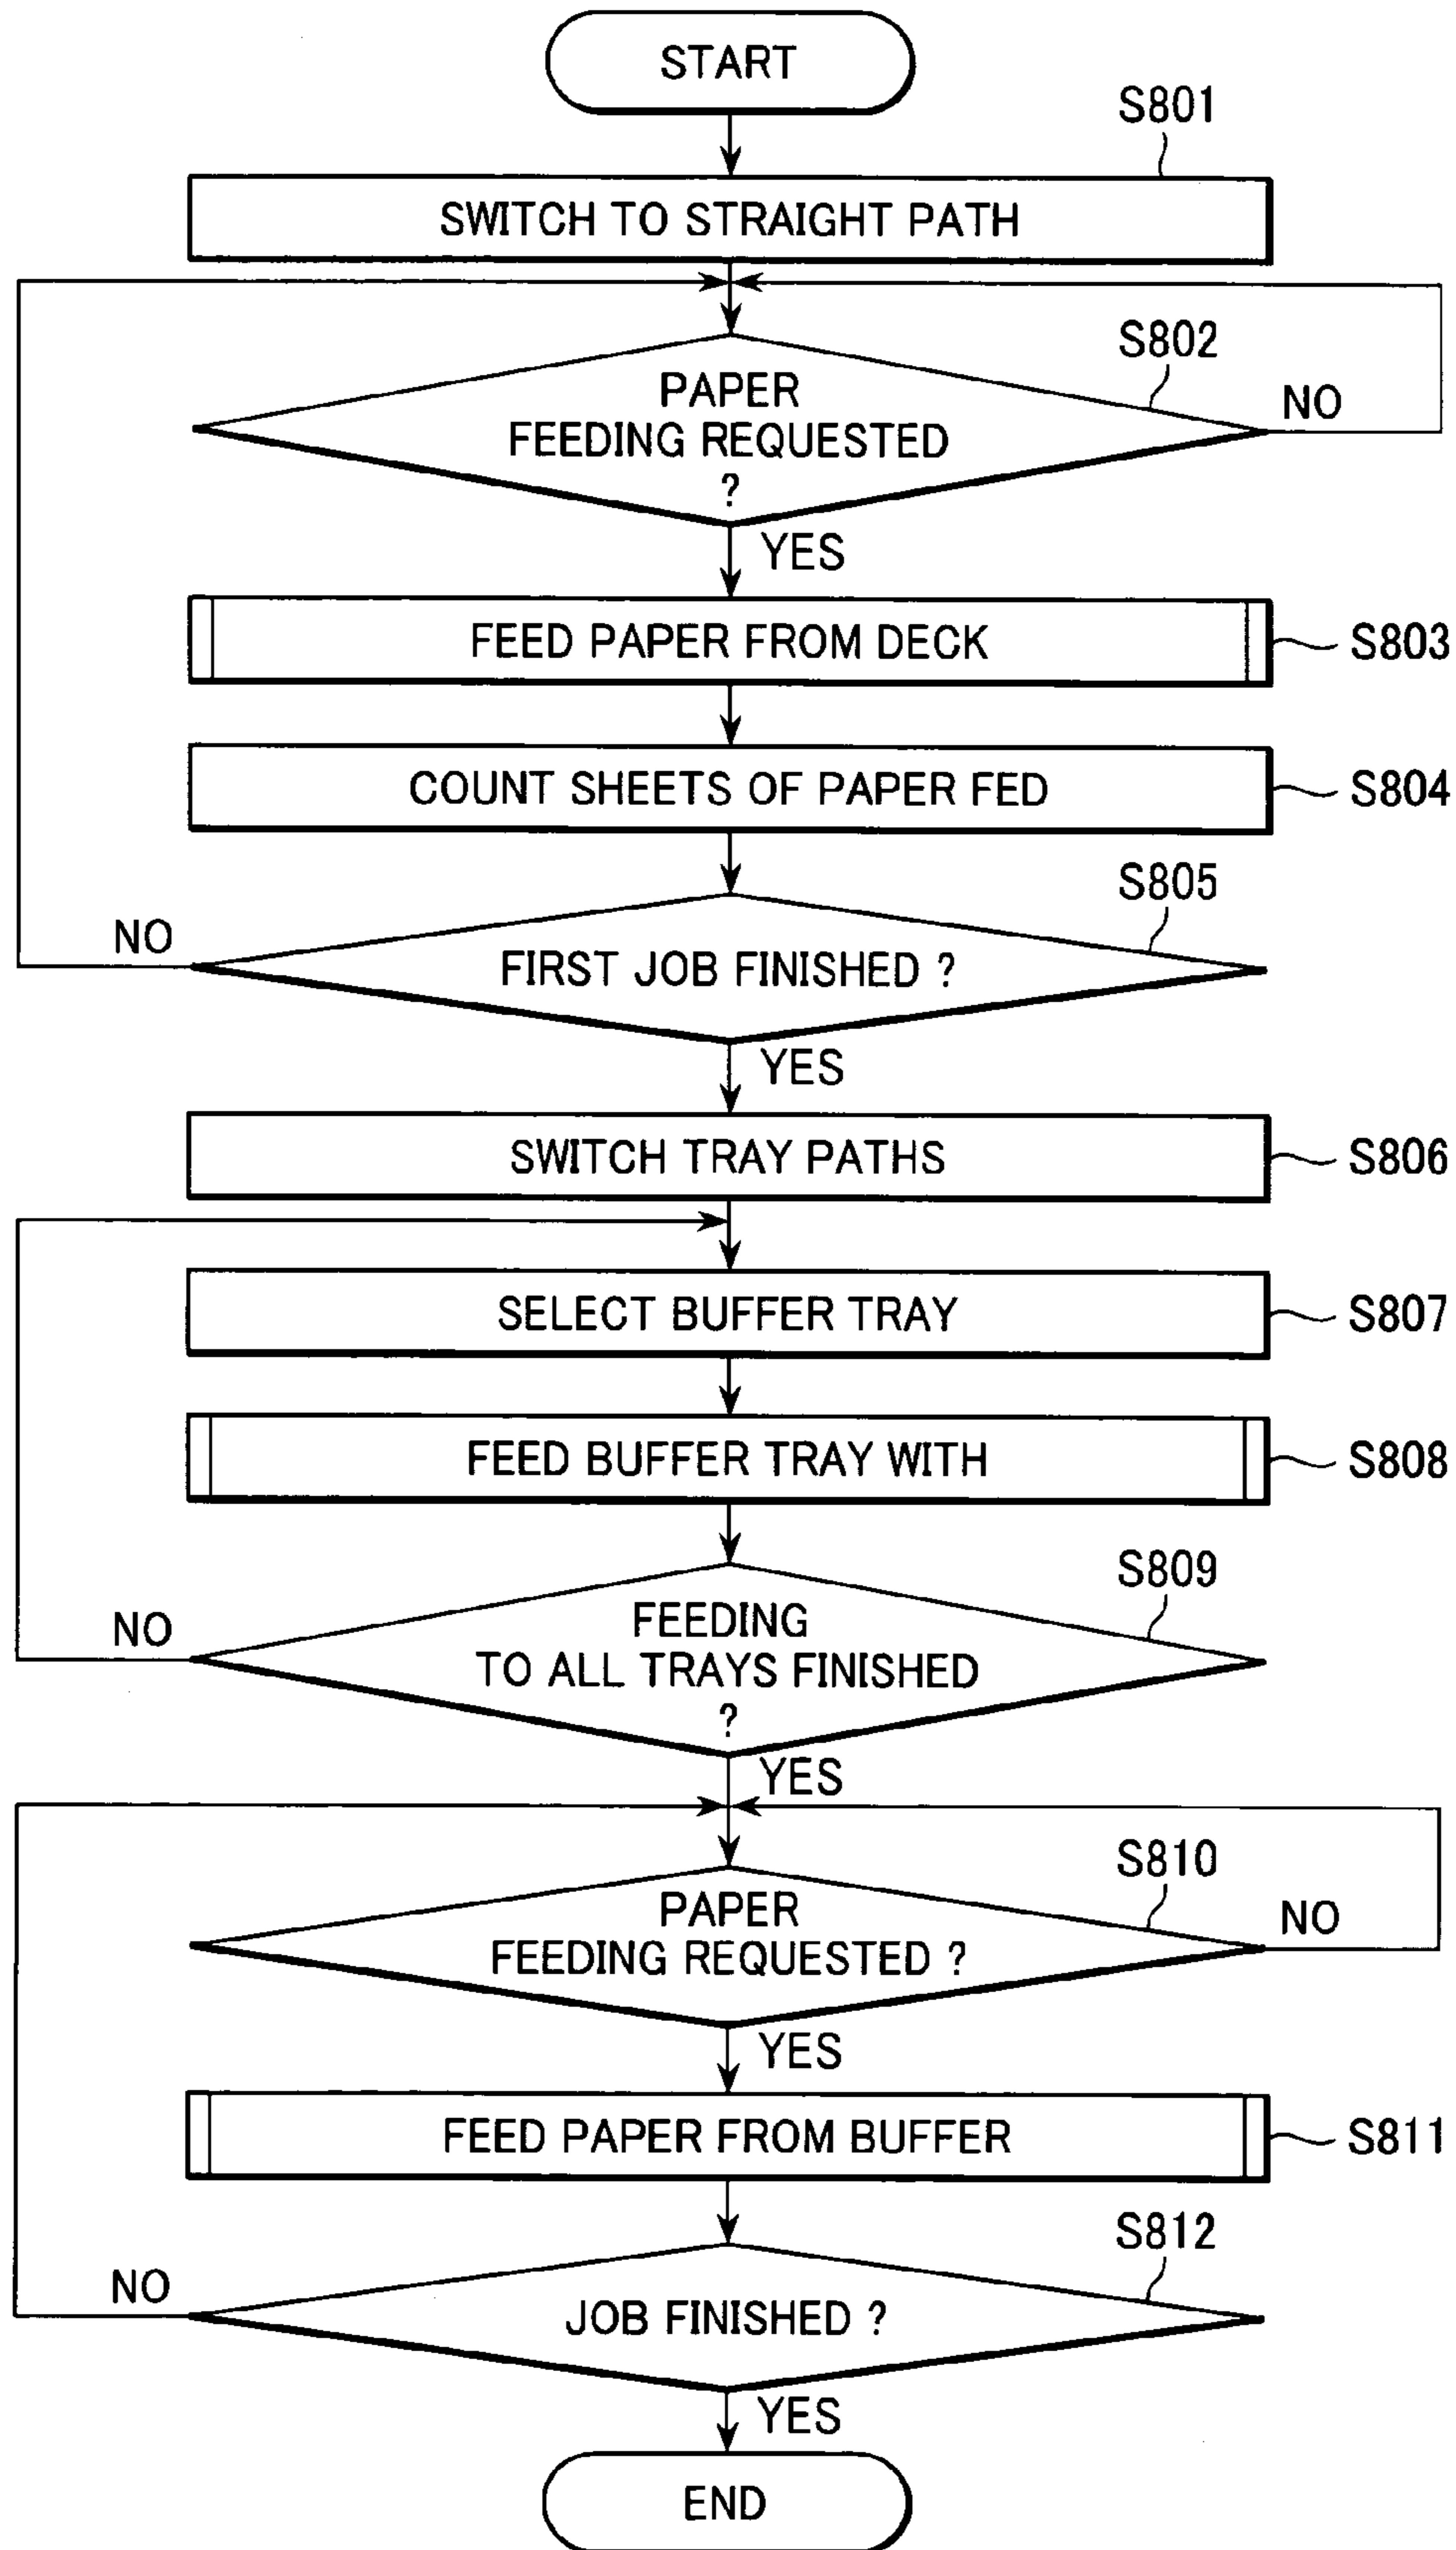 START
S801
SWITCH TO STRAIGHT PATH
S802
PAPER
FEEDING REQUESTED
?
NO
YES
FEED PAPER FROM DECK
S803
COUNT SHEETS OF PAPER FED
S804
S805
NO
FIRST JOB FINISHED ?
YES
SWITCH TRAY PATHS
S806
SELECT BUFFER TRAY
S807
FEED BUFFER TRAY WITH
S808
S809
NO
FEEDING
TO ALL TRAYS FINISHED
?
YES
S810
PAPER
FEEDING REQUESTED ?
NO
YES
FEED PAPER FROM BUFFER
S811
S812
NO
JOB FINISHED ?
YES
END